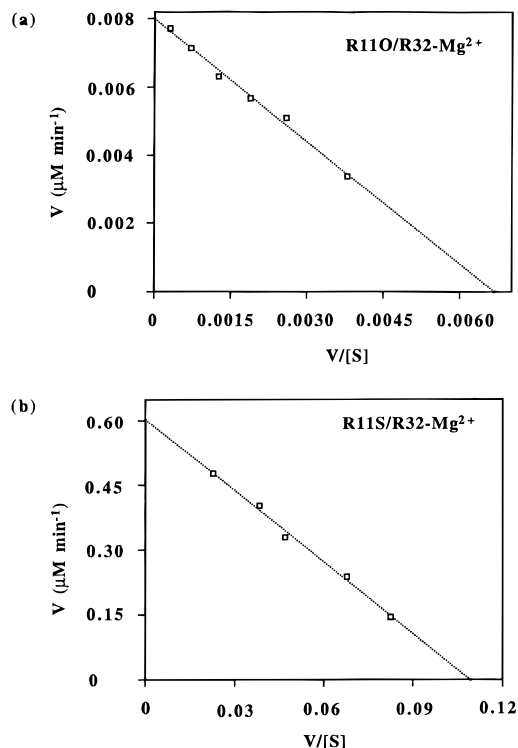 (a)
R11O/R32-Mg2+
V (μM min-1)
0.008
0.006
0.004
0.002
0
0 0.0015 0.0030 0.0045 0.0060
V/[S]
(b)
R11S/R32-Mg2+
V (μM min-1)
0.60
0.45
0.30
0.15
0
0 0.03 0.06 0.09 0.12
V/[S]